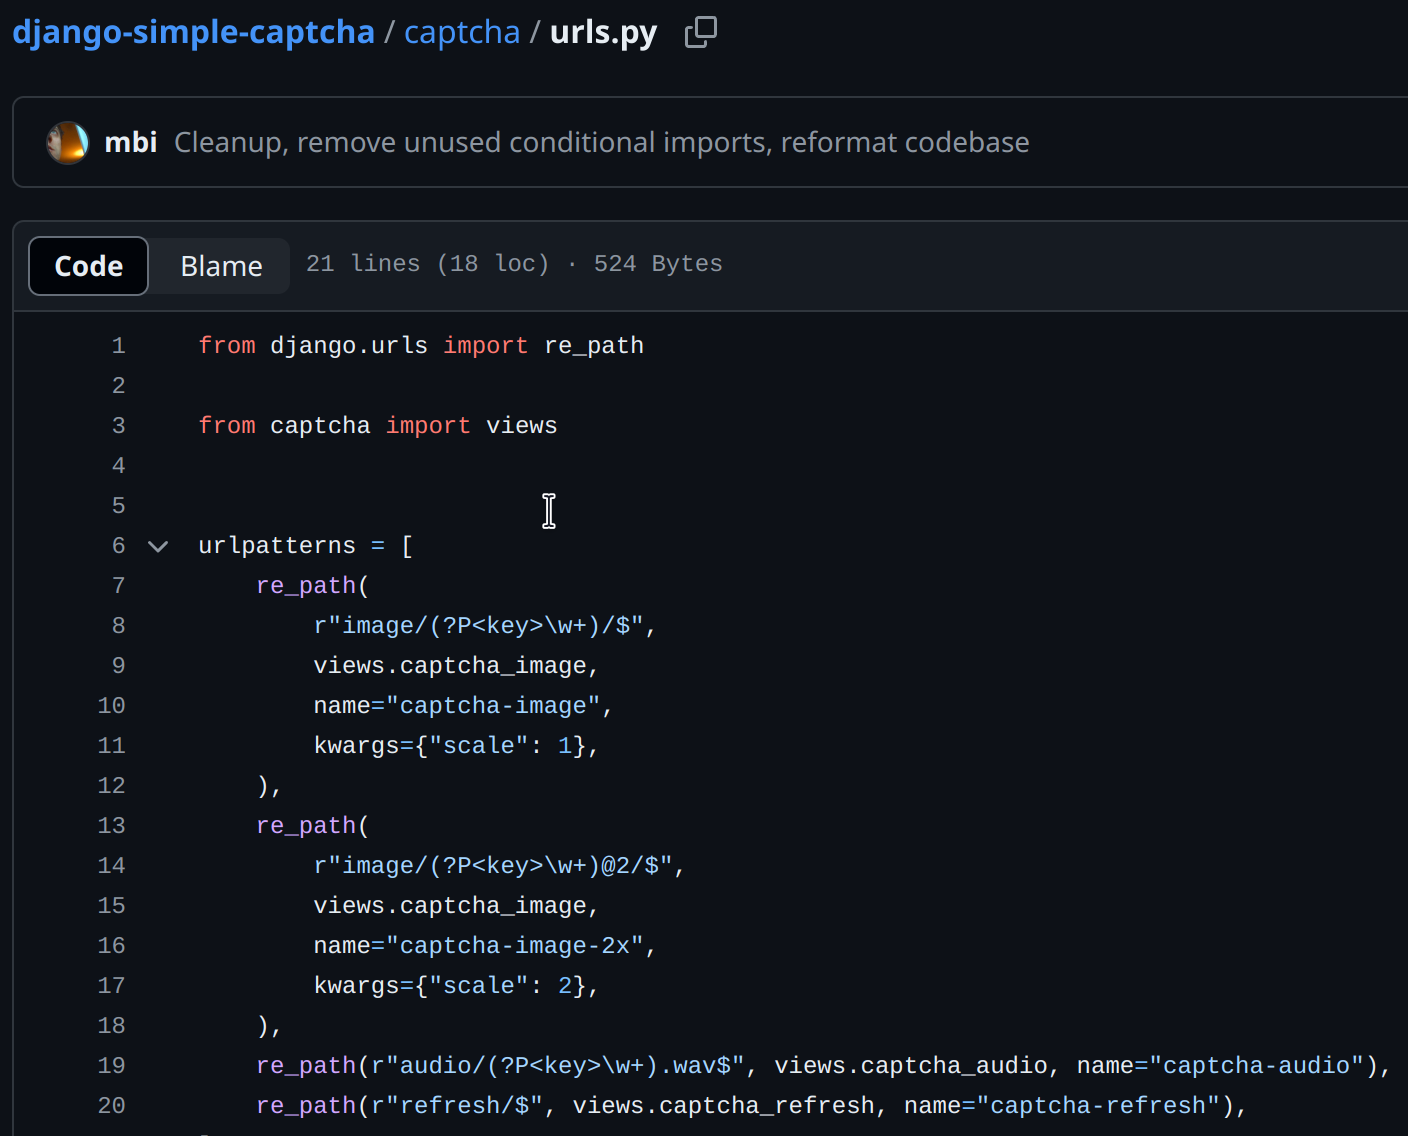 django-simple-captcha / captcha / urls.py
mbi Cleanup, remove unused conditional imports, reformat codebase
Code Blame 21 lines (18 loc) · 524 Bytes
1 from django.urls import re_path
2
3 from captcha import views
4
5
6 urlpatterns = [
7     re_path(
8         r"image/(?P<key>\w+)/$",
9         views.captcha_image,
10         name="captcha-image",
11         kwargs={"scale": 1},
12     ),
13     re_path(
14         r"image/(?P<key>\w+)@2/$",
15         views.captcha_image,
16         name="captcha-image-2x",
17         kwargs={"scale": 2},
18     ),
19     re_path(r"audio/(?P<key>\w+).wav$", views.captcha_audio, name="captcha-audio"),
20     re_path(r"refresh/$", views.captcha_refresh, name="captcha-refresh"),